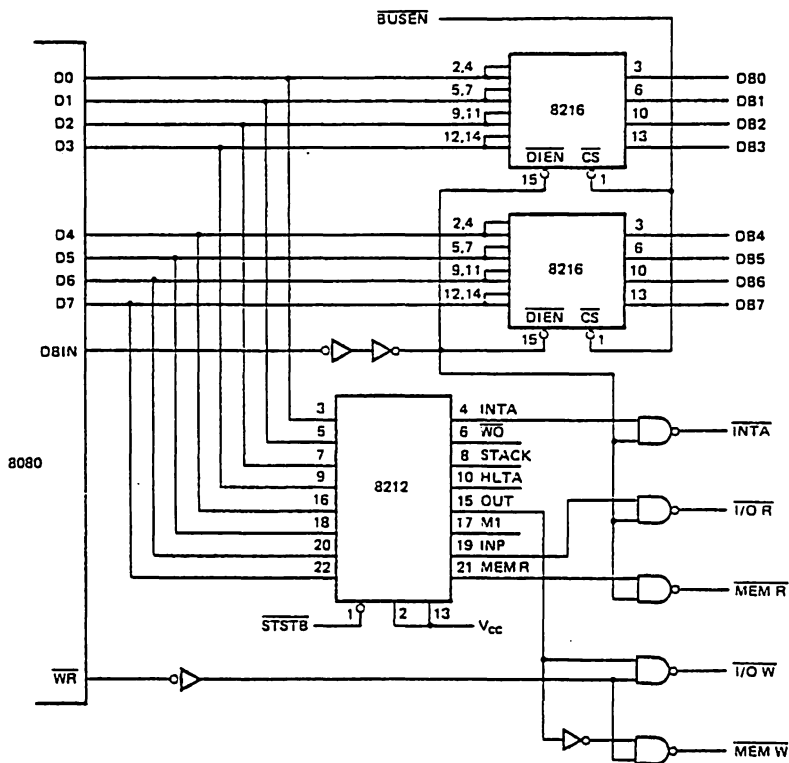 BUSEN
D0 2,4 3 DB0
D1 5,7 6 DB1
D2 9,11 8216 10 DB2
D3 12,14 13 DB3
DIEN CS
15 1
D4 2,4 3 DB4
D5 5,7 6 DB5
D6 9,11 8216 10 DB6
D7 12,14 13 DB7
DIEN CS
DBIN 15 1
3 4 INTA INTA
5 6 WO
7 8 STACK
8080 9 8212 10 HLTA
16 15 OUT I/O R
18 17 M1
20 19 INP
22 21 MEM R MEM R
STSTB 1 2 13 VCC
WR I/O W
MEM W